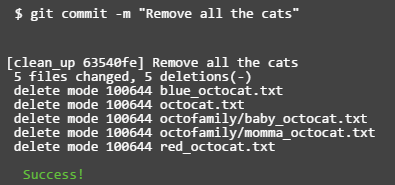 $ git commit -m "Remove all the cats"
[clean_up 63540fe] Remove all the cats
5 files changed, 5 deletions(-)
delete mode 100644 blue_octocat.txt
delete mode 100644 octocat.txt
delete mode 100644 octofamily/baby_octocat.txt
delete mode 100644 octofamily/momma_octocat.txt
delete mode 100644 red_octocat.txt
Success!